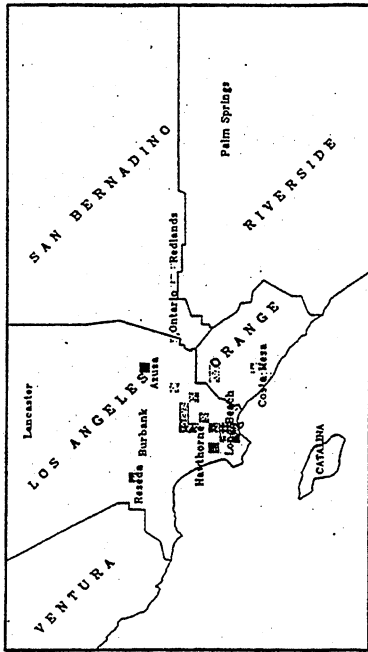 Lancaster
SAN BERNADINO
LOS ANGELES
VENTURA
Burbank
Reseda
Azusa
Ontario
Redlands
Palm Springs
Hawthorne
Long Beach
ORANGE
RIVERSIDE
Costa Mesa
CATALINA